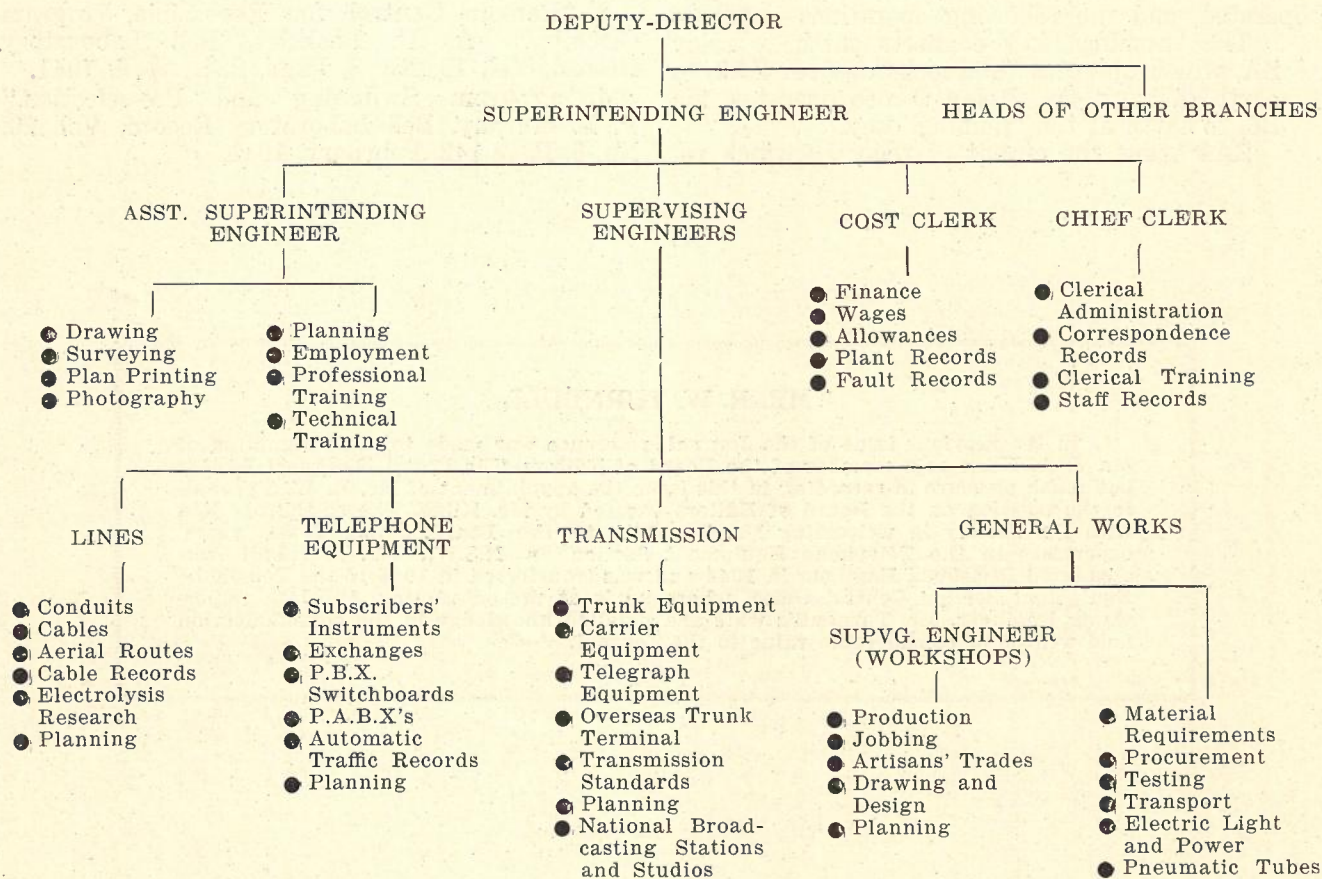 DEPUTY-DIRECTOR
SUPERINTENDING ENGINEER
HEADS OF OTHER BRANCHES
ASST. SUPERINTENDING
ENGINEER
SUPERVISING
ENGINEERS
COST CLERK
CHIEF CLERK
● Drawing
● Surveying
● Plan Printing
● Photography
● Planning
● Employment
● Professional
Training
● Technical
Training
● Finance
● Wages
● Allowances
● Plant Records
● Fault Records
● Clerical
Administration
● Correspondence
Records
● Clerical Training
● Staff Records
LINES
TELEPHONE
EQUIPMENT
TRANSMISSION
GENERAL WORKS
● Conduits
● Cables
● Aerial Routes
● Cable Records
● Electrolysis
Research
● Planning
● Subscribers'
Instruments
● Exchanges
● P.B.X.
Switchboards
● P.A.B.X's
● Automatic
Traffic Records
● Planning
● Trunk Equipment
● Carrier
Equipment
● Telegraph
Equipment
● Overseas Trunk
Terminal
● Transmission
Standards
● Planning
● National Broad-
casting Stations
and Studios
SUPVG. ENGINEER
(WORKSHOPS)
● Production
● Jobbing
● Artisans' Trades
● Drawing and
Design
● Planning
● Material
Requirements
● Procurement
● Testing
● Transport
● Electric Light
and Power
● Pneumatic Tubes